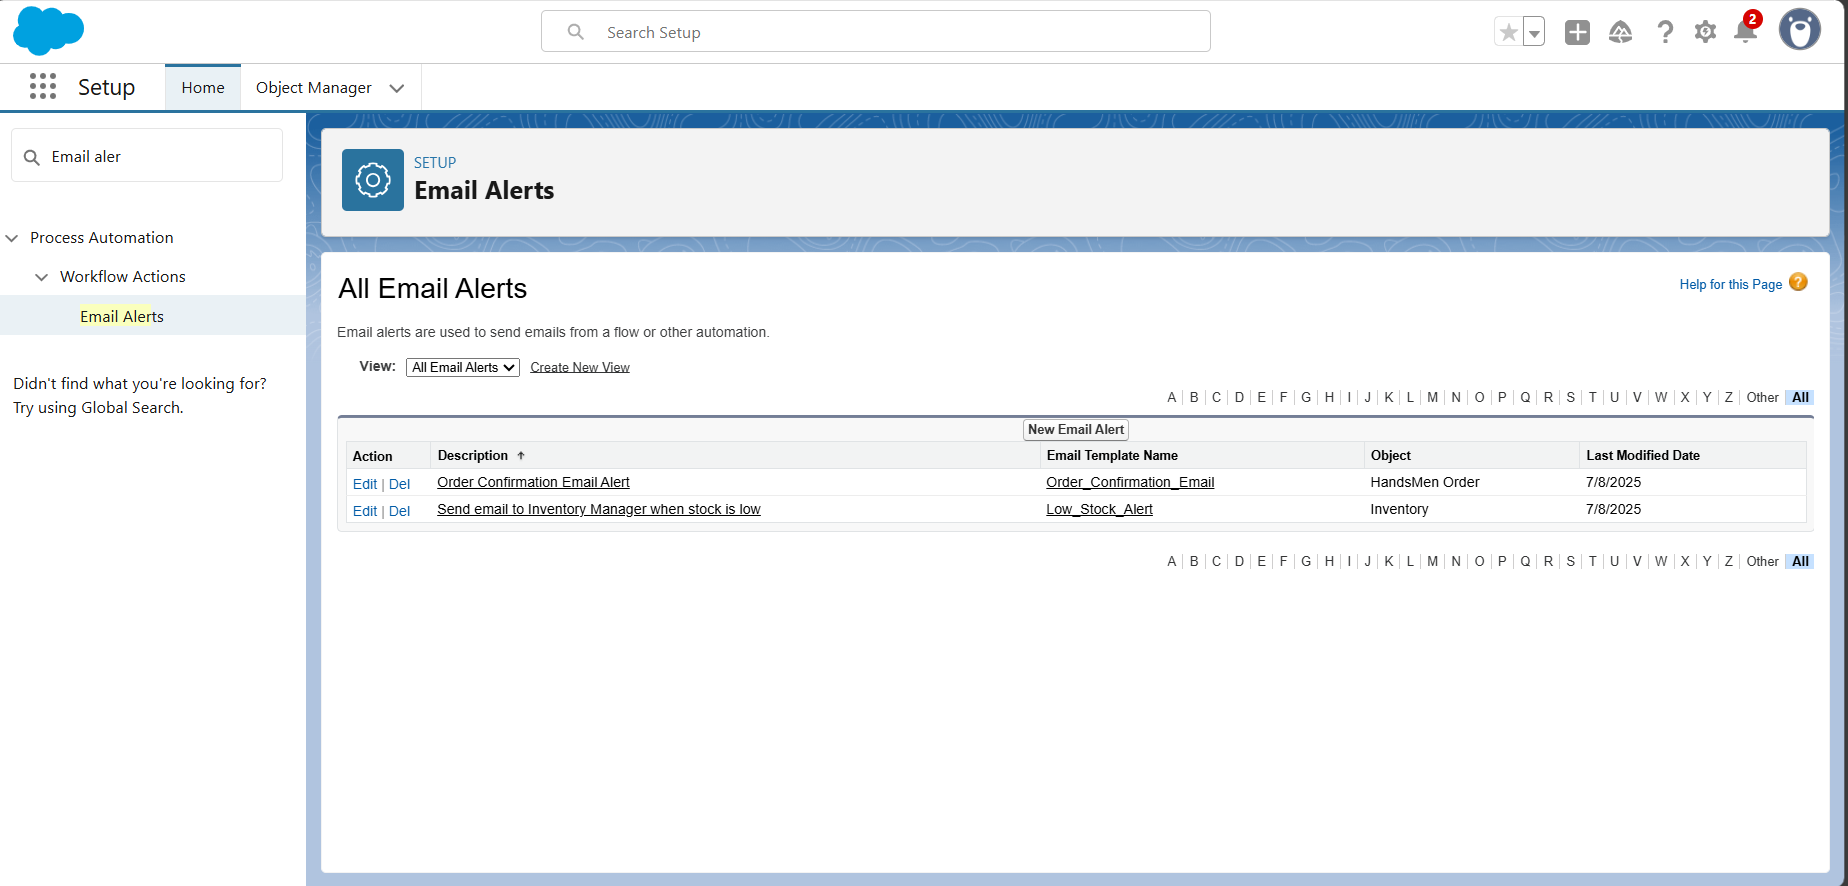 Search Setup
2
Setup
Home
Object Manager
Email aler
Process Automation
Workflow Actions
Email Alerts
Didn't find what you're looking for?
Try using Global Search.
SETUP
Email Alerts
All Email Alerts
Help for this Page ?
Email alerts are used to send emails from a flow or other automation.
View: All Email Alerts Create New View
A | B | C | D | E | F | G | H | I | J | K | L | M | N | O | P | Q | R | S | T | U | V | W | X | Y | Z | Other All
New Email Alert
Action Description ↑ Email Template Name Object Last Modified Date
Edit | Del Order Confirmation Email Alert Order_Confirmation_Email HandsMen Order 7/8/2025
Edit | Del Send email to Inventory Manager when stock is low Low_Stock_Alert Inventory 7/8/2025
A | B | C | D | E | F | G | H | I | J | K | L | M | N | O | P | Q | R | S | T | U | V | W | X | Y | Z | Other All